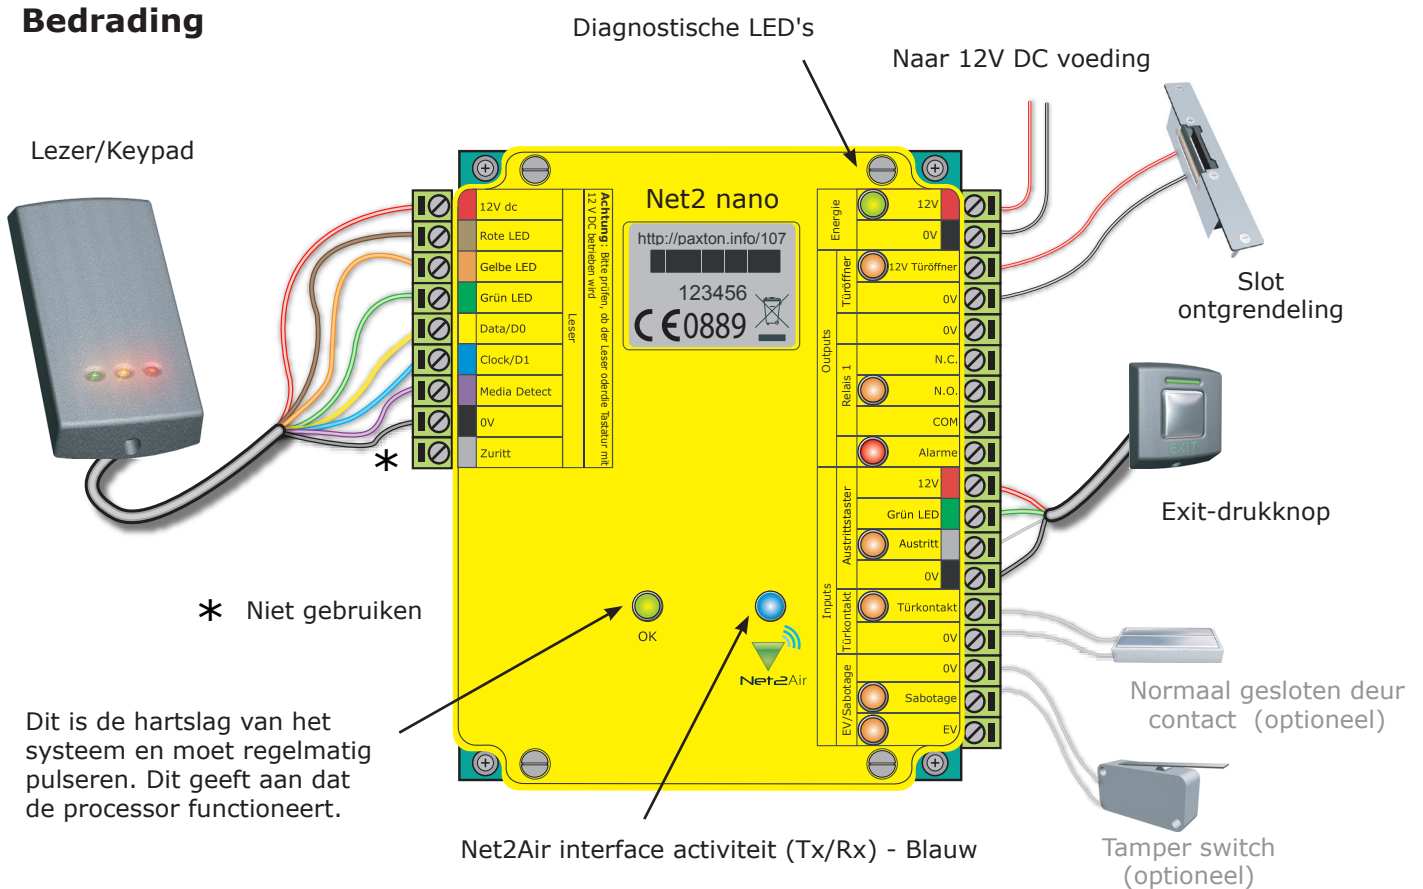 Bedrading
Diagnostische LED's
Naar 12V DC voeding
Lezer/Keypad
12V dc
Rote LED
Gelbe LED
Grün LED
Data/D0
Clock/D1
Media Detect
0V
Zuritt
Leser
Achtung: Bitte prüfen, ob der Leser oderdie Tastatur mit
12 V DC betrieben wird
Net2 nano
http://paxton.info/107
123456
CE0889
Energie
12V
0V
Outputs
Türöffner
12V Türöffner
0V
Relais 1
0V
N.C.
N.O.
COM
Alarme
Inputs
Austrittstaster
12V
Grün LED
Austritt
0V
Türkontakt
Türkontakt
0V
EV/Sabotage
0V
Sabotage
EV
Slot
ontgrendeling
EXIT
Exit-drukknop
*
* Niet gebruiken
OK
Net2Air
Normaal gesloten deur
contact (optioneel)
Dit is de hartslag van het
systeem en moet regelmatig
pulseren. Dit geeft aan dat
de processor functioneert.
Net2Air interface activiteit (Tx/Rx) - Blauw
Tamper switch
(optioneel)